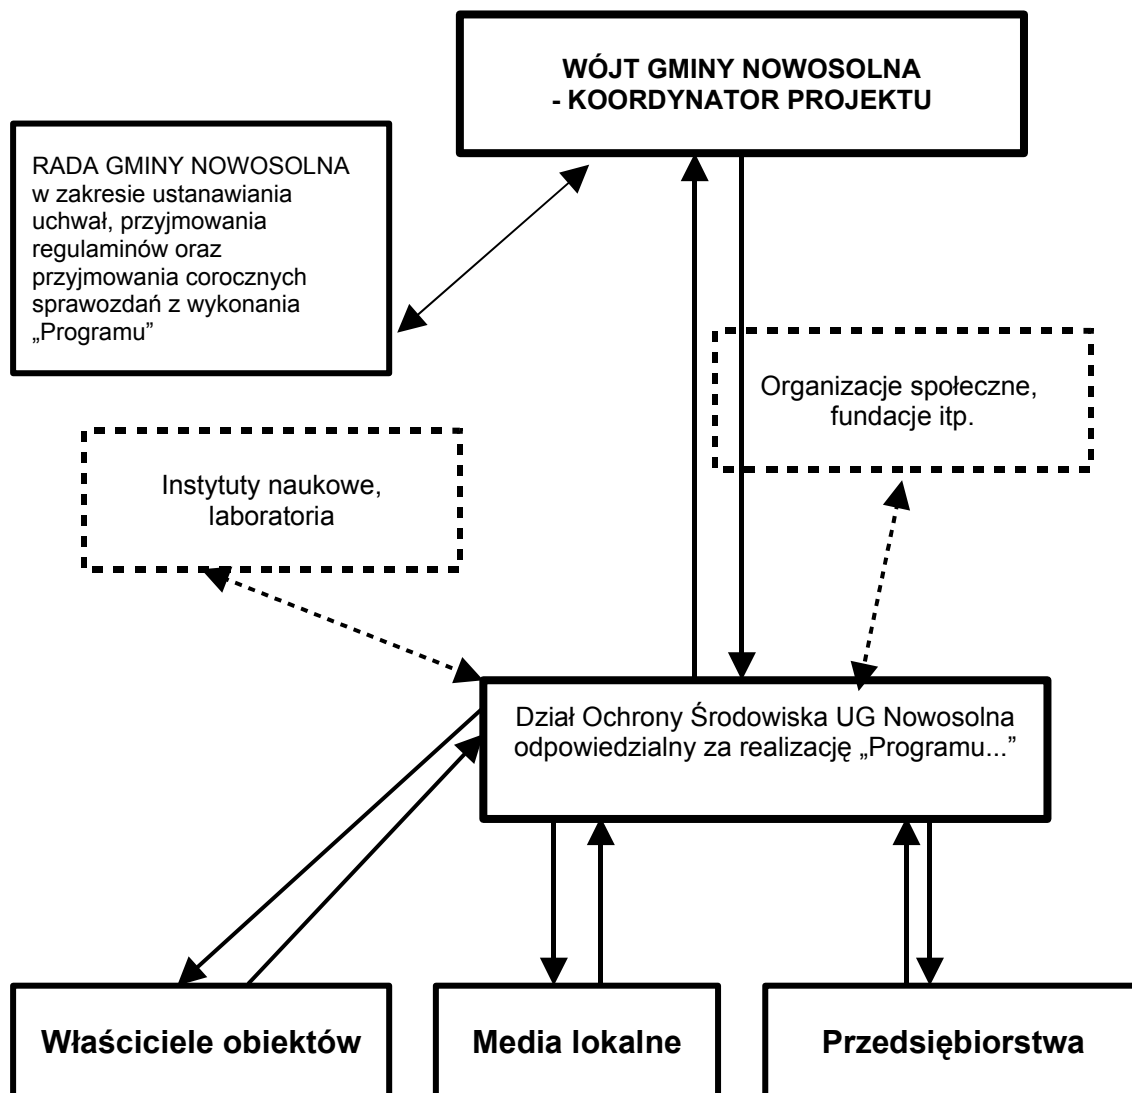 WÓJT GMINY NOWOSOLNA
- KOORDYNATOR PROJEKTU
RADA GMINY NOWOSOLNA
w zakresie ustanawiania
uchwał, przyjmowania
regulaminów oraz
przyjmowania corocznych
sprawozdań z wykonania
„Programu”
Organizacje społeczne,
fundacje itp.
Instytuty naukowe,
laboratoria
Dział Ochrony Środowiska UG Nowosolna
odpowiedzialny za realizację „Programu...”
Właściciele obiektów
Media lokalne
Przedsiębiorstwa